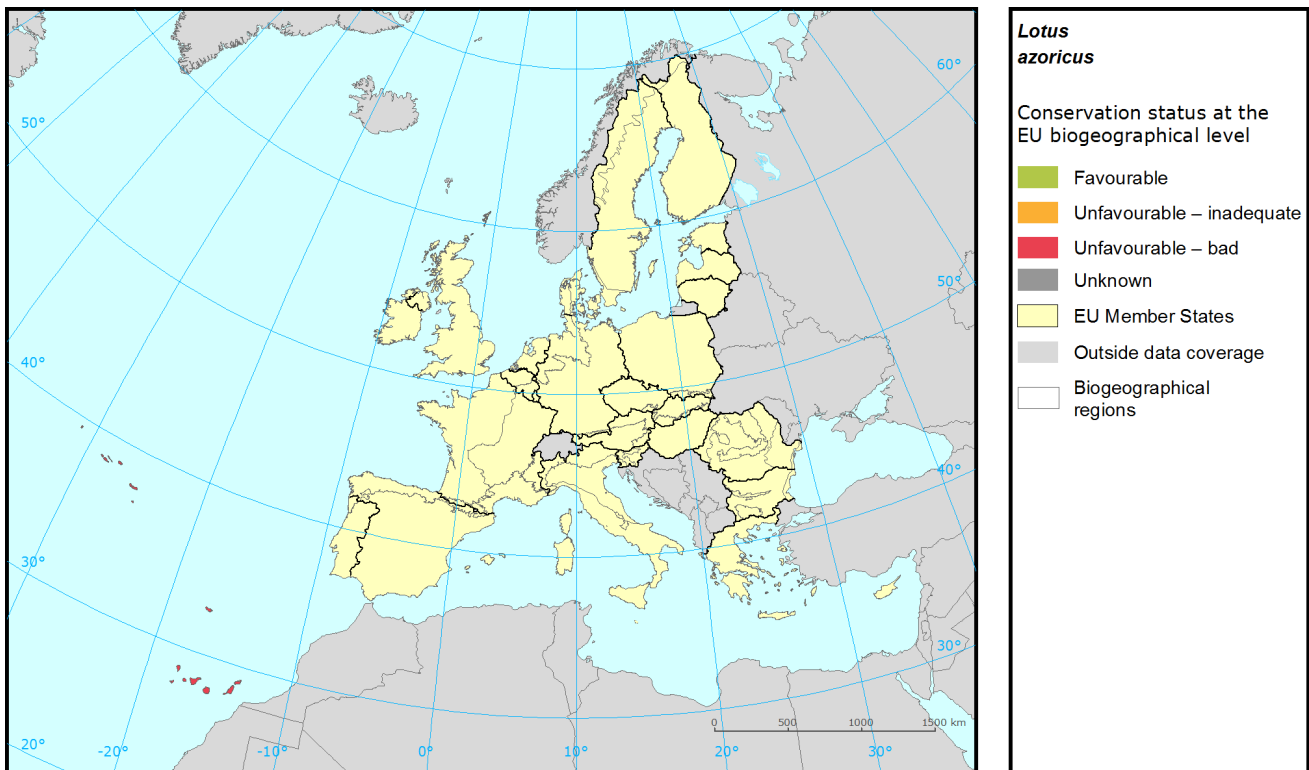 Lotus
azoricus
Conservation status at the
EU biogeographical level
Favourable
Unfavourable – inadequate
Unfavourable – bad
Unknown
EU Member States
Outside data coverage
Biogeographical
regions
60°
50°
50°
40°
40°
30°
30°
20°
-20°
-10°
0°
10°
20°
30°
0
500
1000
1500 km